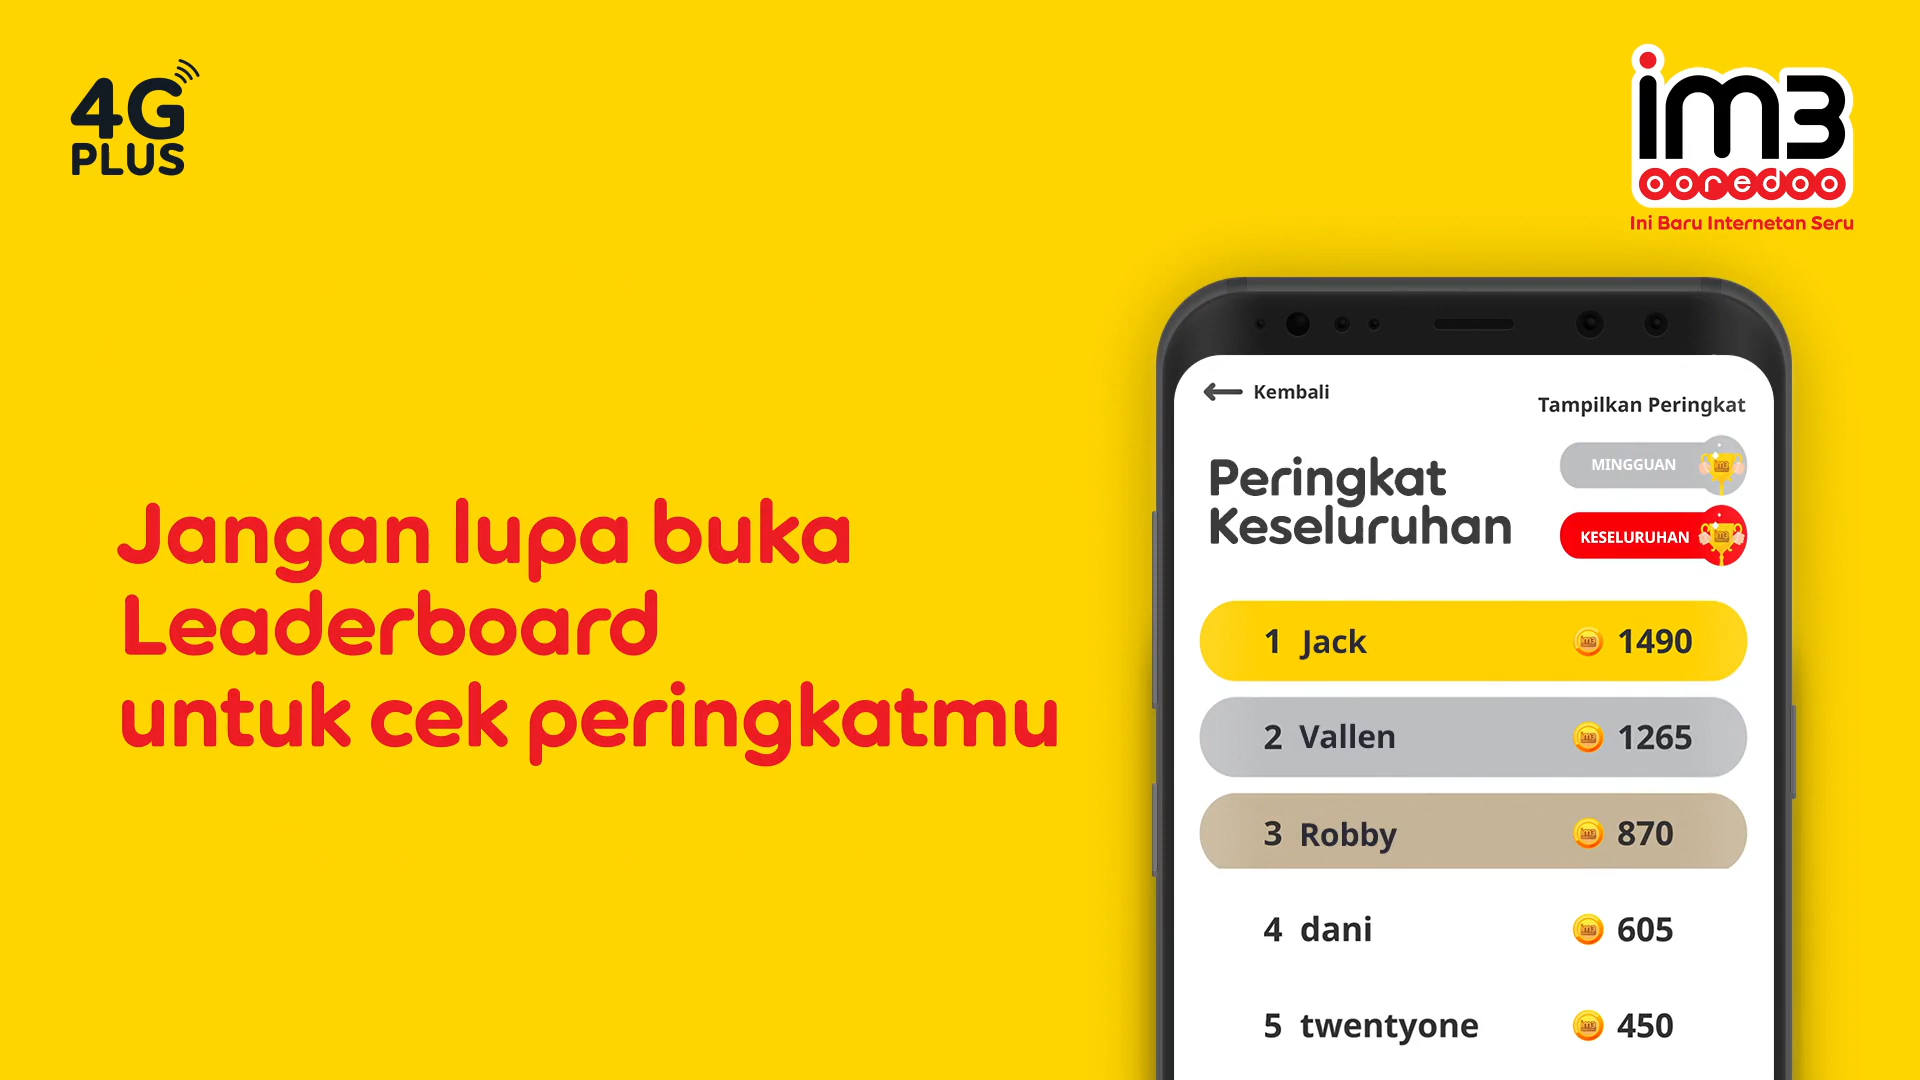 4G
PLUS
im3
ooredoo
Ini Baru Internetan Seru
Jangan lupa buka
Leaderboard
untuk cek peringkatmu
Kembali
Tampilkan Peringkat
Peringkat
Keseluruhan
MINGGUAN
KESELURUHAN
1 Jack 1490
2 Vallen 1265
3 Robby 870
4 dani 605
5 twentyone 450